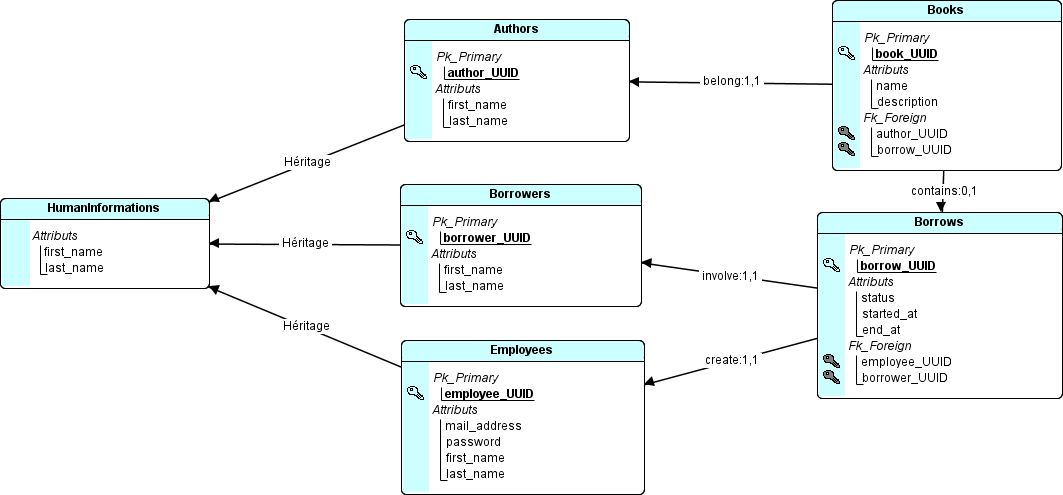 Authors
Pk_Primary
author_UUID
Attributs
first_name
last_name
Books
Pk_Primary
book_UUID
Attributs
name
description
Fk_Foreign
author_UUID
borrow_UUID
belong:1,1
contains:0,1
Héritage
HumanInformations
Attributs
first_name
last_name
Héritage
Borrowers
Pk_Primary
borrower_UUID
Attributs
first_name
last_name
involve:1,1
Borrows
Pk_Primary
borrow_UUID
Attributs
status
started_at
end_at
Fk_Foreign
employee_UUID
borrower_UUID
Héritage
create:1,1
Employees
Pk_Primary
employee_UUID
Attributs
mail_address
password
first_name
last_name